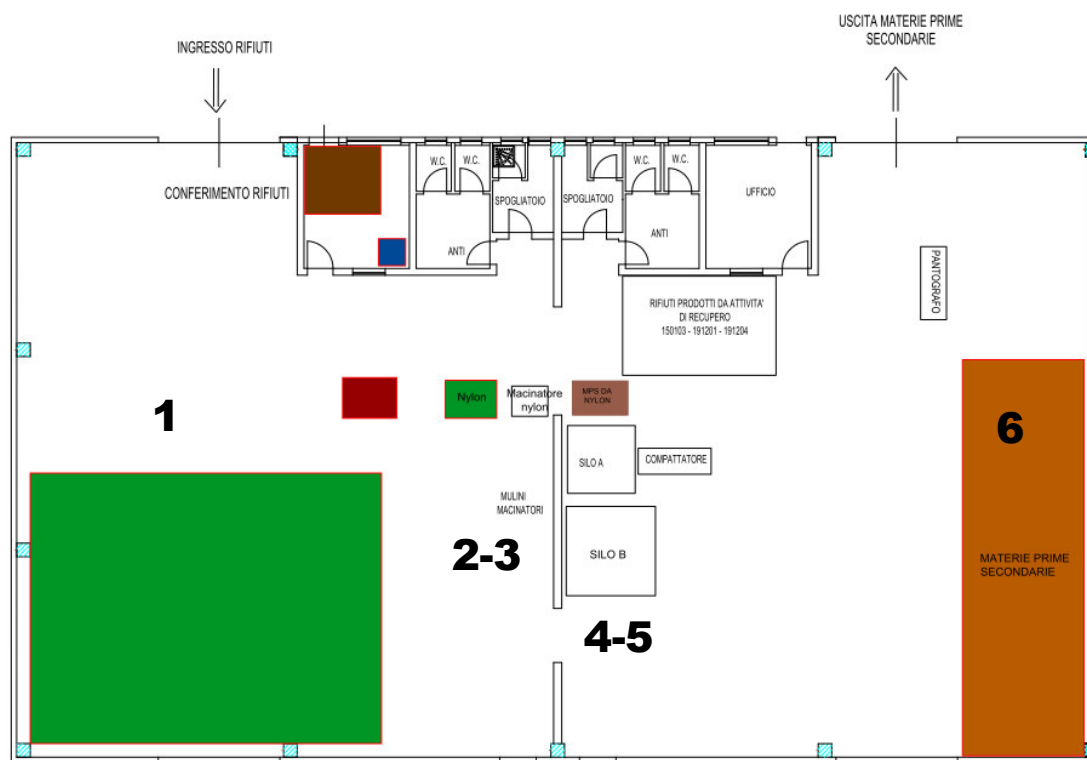 USCITA MATERIE PRIME
SECONDARIE
INGRESSO RIFIUTI
CONFERIMENTO RIFIUTI
W.C.
W.C.
W.C.
W.C.
SPOGLIATOIO
SPOGLIATOIO
UFFICIO
ANTI
ANTI
PANTOGRAFO
RIFIUTI PRODOTTI DA ATTIVITA'
DI RECUPERO
150103 - 191201 - 191204
Nylon
Macinatore
nylon
MPS DA
NYLON
1
6
SILO A
COMPATTATORE
MULINI
MACINATORI
2-3
SILO B
MATERIE PRIME
SECONDARIE
4-5